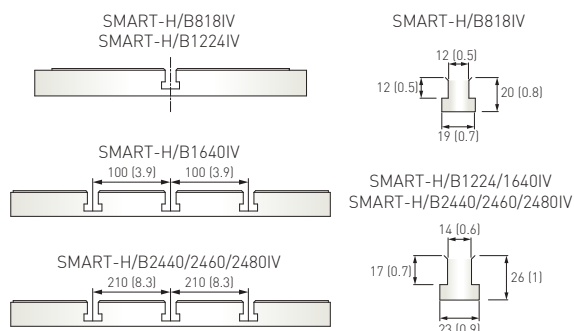 SMART-H/B818IV
SMART-H/B1224IV
SMART-H/B1640IV
100 (3.9) 100 (3.9)
SMART-H/B2440/2460/2480IV
210 (8.3) 210 (8.3)
SMART-H/B818IV
12 (0.5)
12 (0.5)
20 (0.8)
19 (0.7)
SMART-H/B1224/1640IV
SMART-H/B2440/2460/2480IV
14 (0.6)
17 (0.7)
26 (1)
23 (0.9)